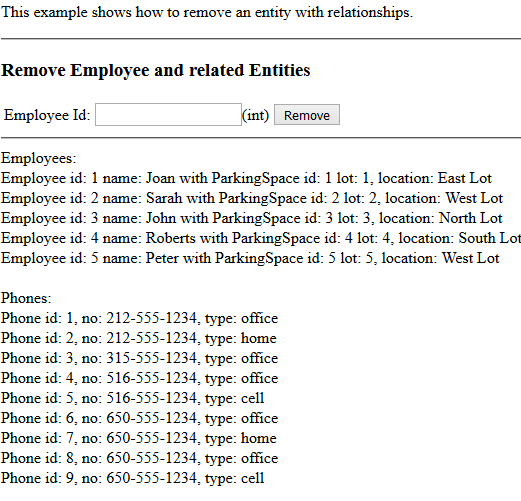 This example shows how to remove an entity with relationships.
Remove Employee and related Entities
Employee Id: (int) Remove
Employees:
Employee id: 1 name: Joan with ParkingSpace id: 1 lot: 1, location: East Lot
Employee id: 2 name: Sarah with ParkingSpace id: 2 lot: 2, location: West Lot
Employee id: 3 name: John with ParkingSpace id: 3 lot: 3, location: North Lot
Employee id: 4 name: Roberts with ParkingSpace id: 4 lot: 4, location: South Lot
Employee id: 5 name: Peter with ParkingSpace id: 5 lot: 5, location: West Lot
Phones:
Phone id: 1, no: 212-555-1234, type: office
Phone id: 2, no: 212-555-1234, type: home
Phone id: 3, no: 315-555-1234, type: office
Phone id: 4, no: 516-555-1234, type: office
Phone id: 5, no: 516-555-1234, type: cell
Phone id: 6, no: 650-555-1234, type: office
Phone id: 7, no: 650-555-1234, type: home
Phone id: 8, no: 650-555-1234, type: office
Phone id: 9, no: 650-555-1234, type: cell